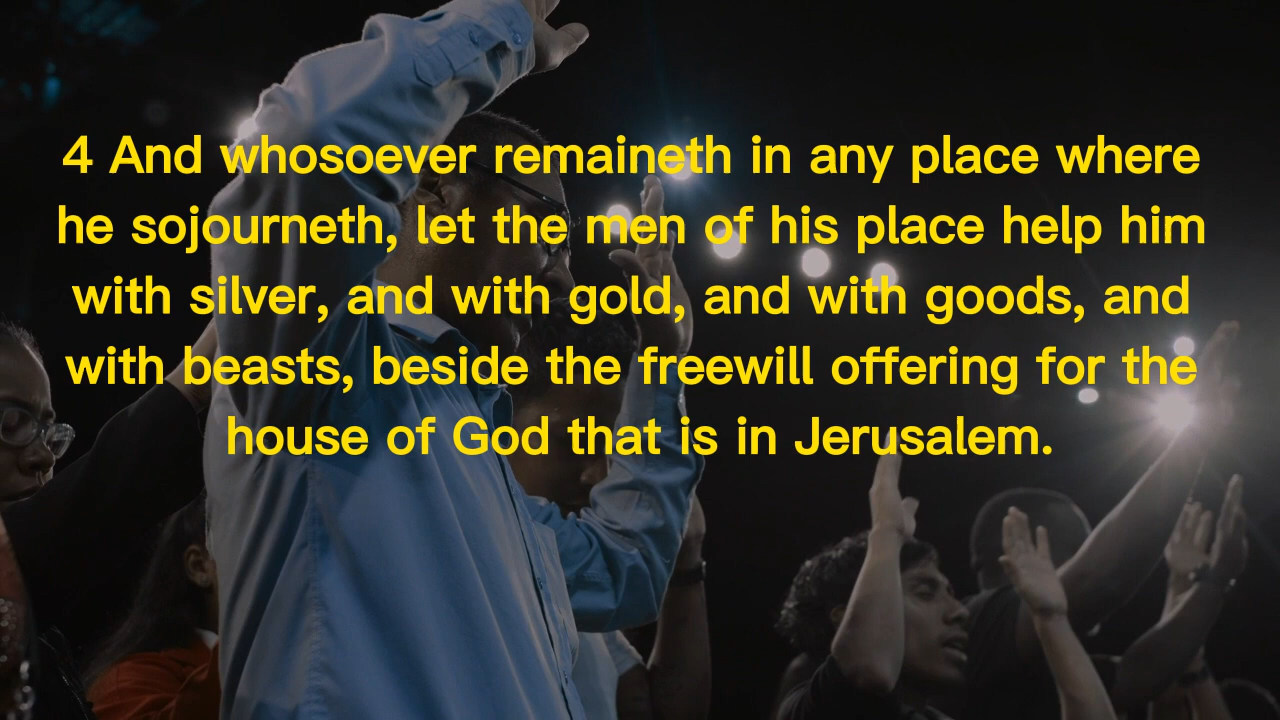 4 And whosoever remaineth in any place where
he sojourneth, let the men of his place help him
with silver, and with gold, and with goods, and
with beasts, beside the freewill offering for the
house of God that is in Jerusalem.